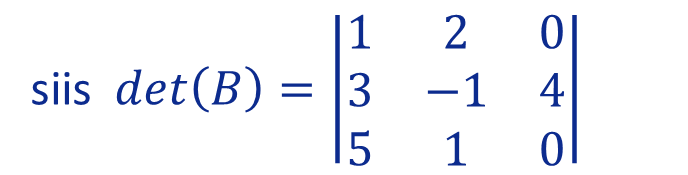 siis det(B) = |1 2 0|
|3 −1 4|
|5 1 0|